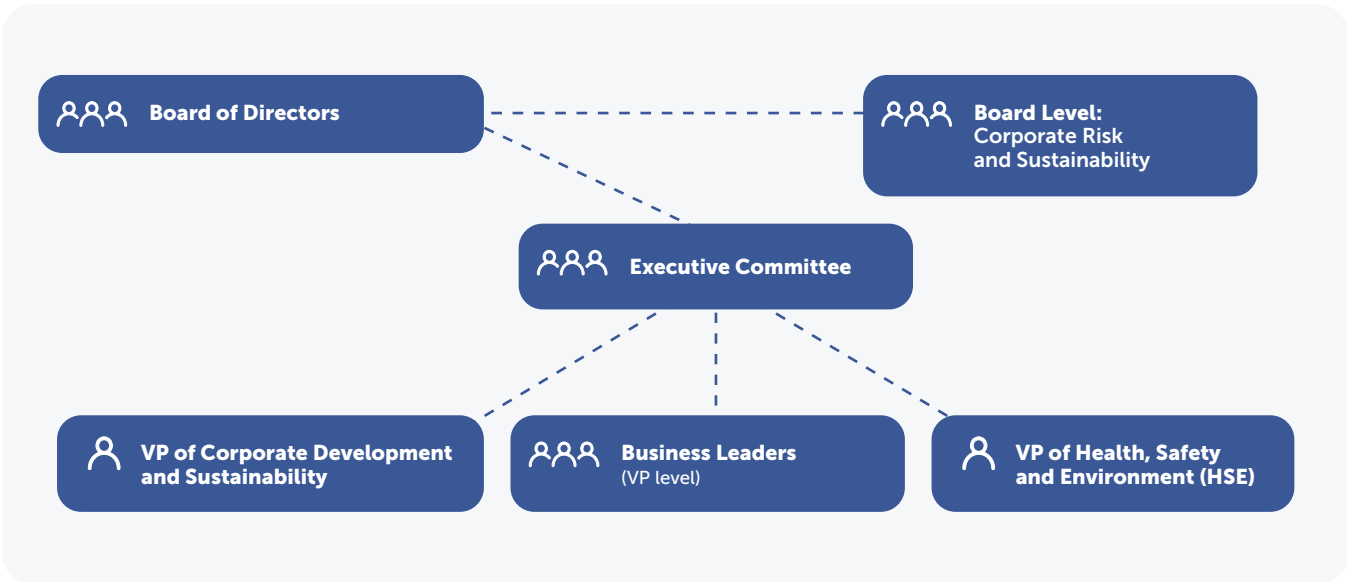 Board of Directors
Board Level:
Corporate Risk
and Sustainability
Executive Committee
VP of Corporate Development
and Sustainability
Business Leaders
(VP level)
VP of Health, Safety
and Environment (HSE)